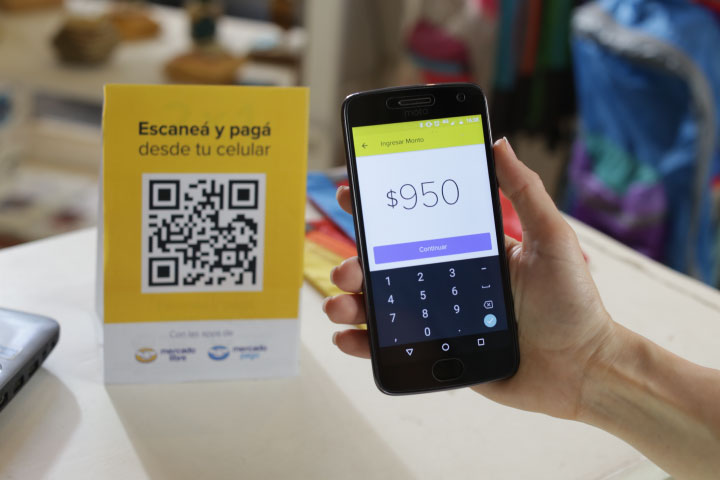 Escaneá y pagá
desde tu celular
Con las apps de
mercado
libre
mercado
pago
moto
Ingresar Monto
$950
Continuar
1 2 3 -
4 5 6
7 8 9
, 0 .